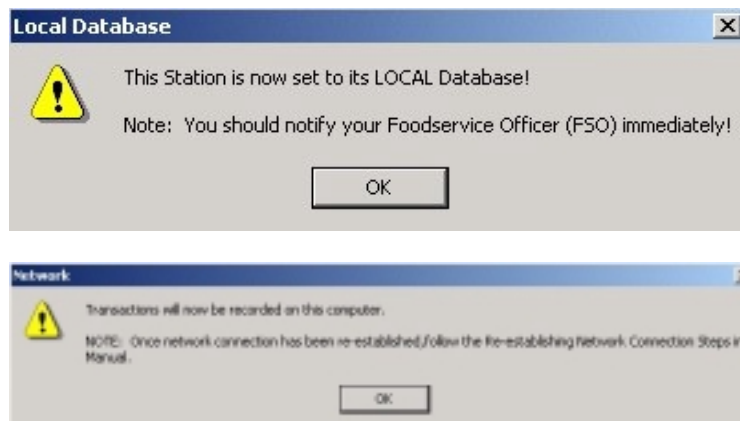 Local Database
This Station is now set to its LOCAL Database!
Note: You should notify your Foodservice Officer (FSO) immediately!
OK
Network
Transactions will now be recorded on this computer.
NOTE: Once network connection has been re-established,follow the Re-establishing Network Connection Steps in
Manual.
OK